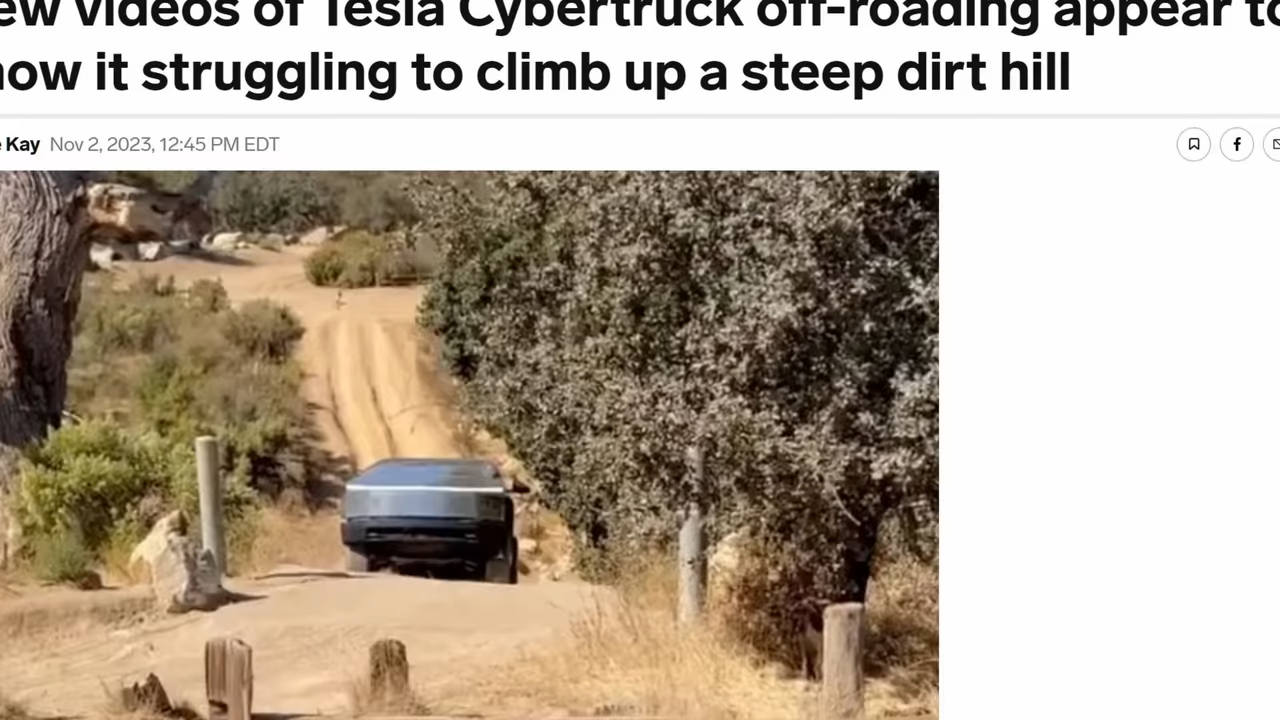 ew videos of Tesla Cybertruck off-roading appear to
how it struggling to climb up a steep dirt hill
e Kay Nov 2, 2023, 12:45 PM EDT